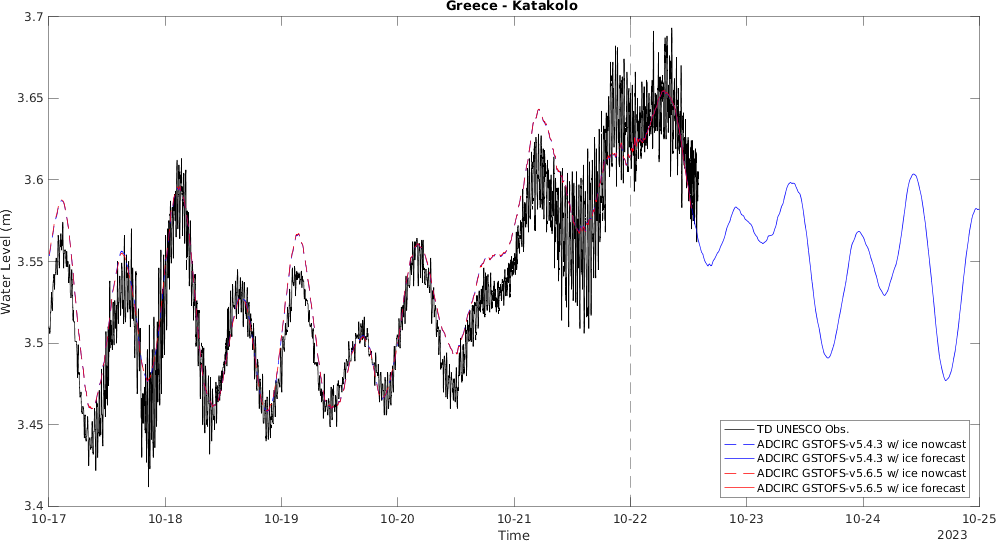 Greece - Katakolo
3.7
3.65
3.6
3.55
3.5
3.45
3.4
Water Level (m)
TD UNESCO Obs.
ADCIRC GSTOFS-v5.4.3 w/ ice nowcast
ADCIRC GSTOFS-v5.4.3 w/ ice forecast
ADCIRC GSTOFS-v5.6.5 w/ ice nowcast
ADCIRC GSTOFS-v5.6.5 w/ ice forecast
10-17 10-18 10-19 10-20 10-21 10-22 10-23 10-24 10-25
Time
2023